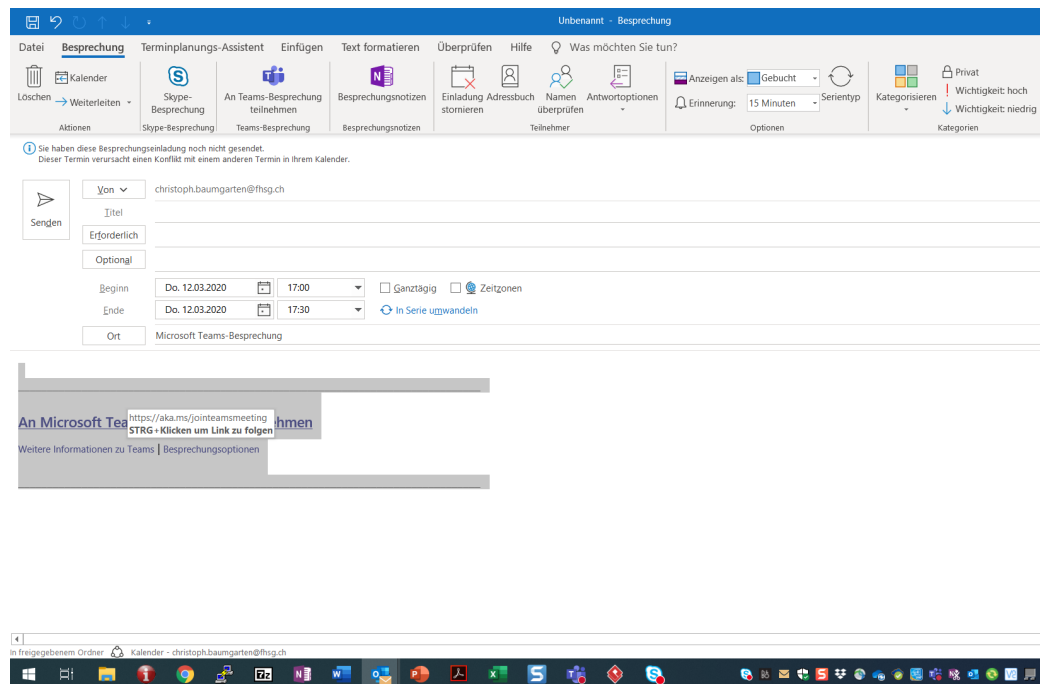 Unbenannt - Besprechung
Datei Besprechung Terminplanungs-Assistent Einfügen Text formatieren Überprüfen Hilfe Was möchten Sie tun?
Löschen
Kalender
Weiterleiten
Aktionen
Skype-
Besprechung
Skype-Besprechung
An Teams-Besprechung
teilnehmen
Teams-Besprechung
Besprechungsnotizen
Besprechungsnotizen
Einladung
stornieren
Adressbuch
Namen
überprüfen
Antwortoptionen
Teilnehmer
Anzeigen als: Gebucht
Erinnerung: 15 Minuten
Serientyp
Optionen
Kategorisieren
Privat
Wichtigkeit: hoch
Wichtigkeit: niedrig
Kategorien
Sie haben diese Besprechungseinladung noch nicht gesendet.
Dieser Termin verursacht einen Konflikt mit einem anderen Termin in Ihrem Kalender.
Senden
Von christoph.baumgarten@fhsg.ch
Titel
Erforderlich
Optional
Beginn Do. 12.03.2020 17:00 Ganztägig Zeitzonen
Ende Do. 12.03.2020 17:30 In Serie umwandeln
Ort Microsoft Teams-Besprechung
https://aka.ms/jointeamsmeeting
STRG+Klicken um Link zu folgen
An Microsoft Tea hmen
Weitere Informationen zu Teams | Besprechungsoptionen
In freigegebenem Ordner Kalender - christoph.baumgarten@fhsg.ch